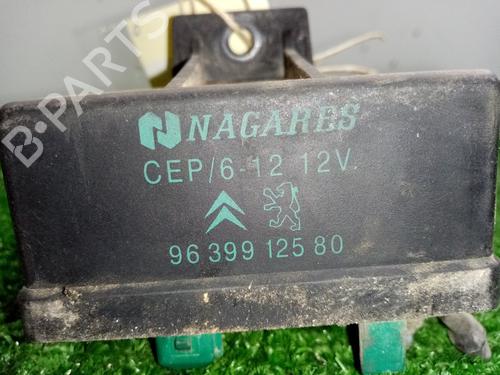 NAGARES
CEP/6-12 12V.
96 399 125 80
B-PARTS